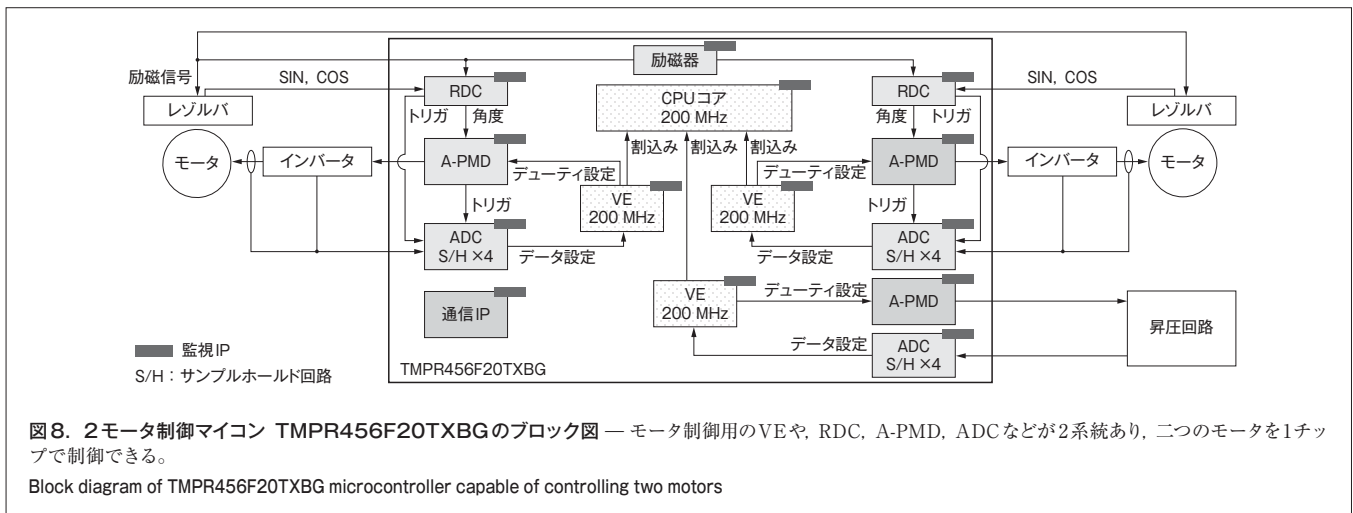 励磁器
励磁信号
SIN, COS
RDC
CPUコア
200 MHz
RDC
SIN, COS
レゾルバ
トリガ
角度
角度
トリガ
レゾルバ
割込み
割込み
割込み
モータ
インバータ
A-PMD
デューティ設定
デューティ設定
A-PMD
インバータ
モータ
VE
200 MHz
VE
200 MHz
トリガ
トリガ
ADC
S/H ×4
データ設定
データ設定
ADC
S/H ×4
通信IP
VE
200 MHz
デューティ設定
A-PMD
昇圧回路
データ設定
ADC
S/H ×4
監視IP
S/H：サンプルホールド回路
TMPR456F20TXBG
図8. 2モータ制御マイコン TMPR456F20TXBGのブロック図 ― モータ制御用のVEや, RDC, A-PMD, ADCなどが2系統あり, 二つのモータを1チッ
プで制御できる。
Block diagram of TMPR456F20TXBG microcontroller capable of controlling two motors